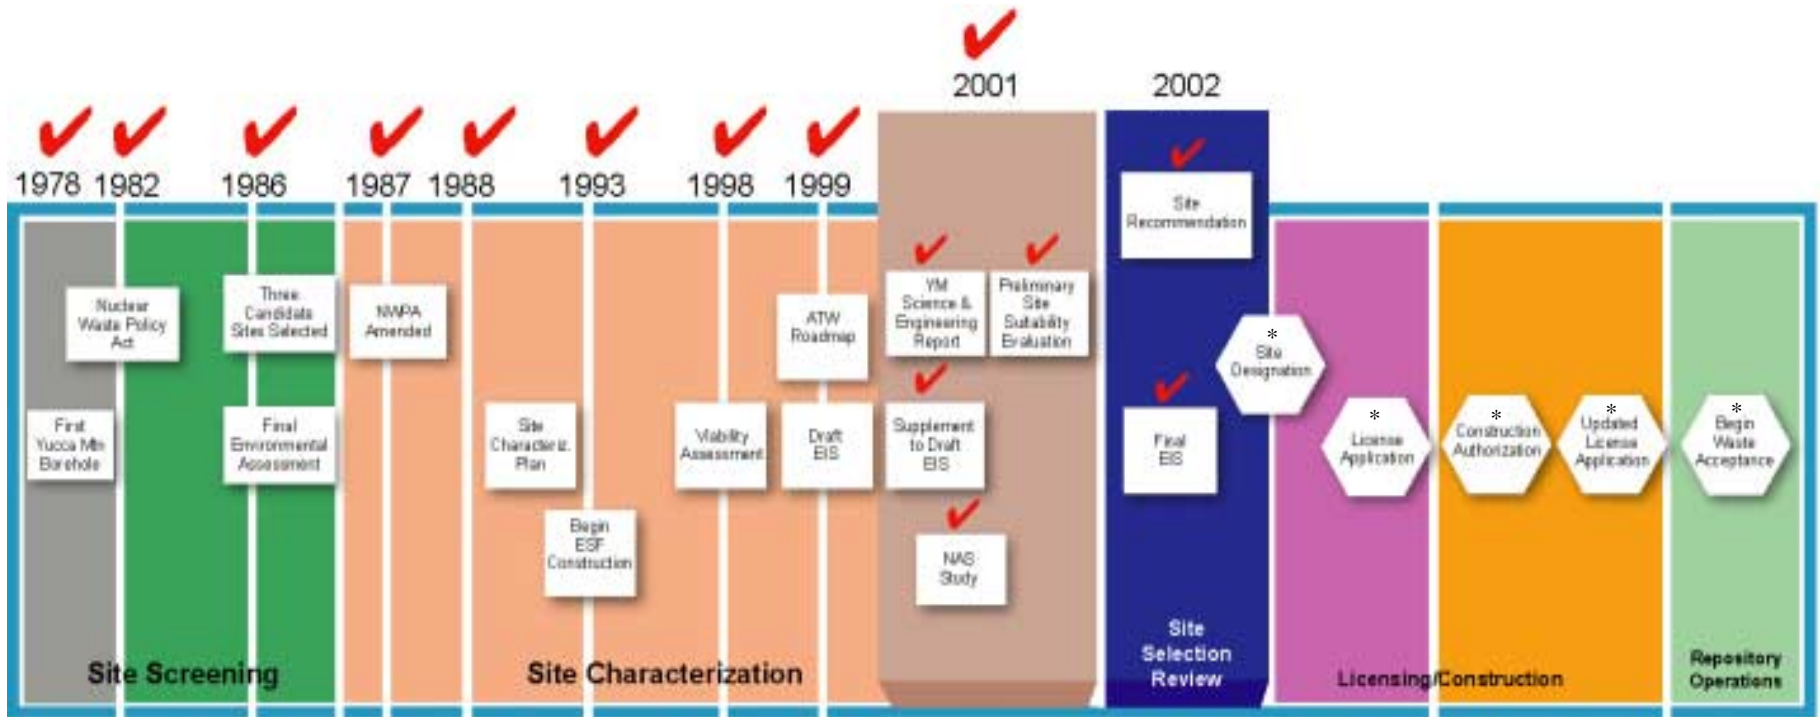 2001
2002
1978
1982
1986
1987
1988
1993
1998
1999
First
Yucca Mtn
Borehole
Nuclear
Waste Policy
Act
Three
Candidate
Sites Selected
Final
Environmental
Assessment
NWPA
Amended
Site
Characteriz.
Plan
Begin
ESF
Construction
Viability
Assessment
ATW
Roadmap
Draft
EIS
YM
Science &
Engineering
Report
Preliminary
Site
Suitability
Evaluation
Supplement
to Draft
EIS
NAS
Study
Site
Recommendation
Final
EIS
*
Site
Designation
*
License
Application
*
Construction
Authorization
*
Updated
License
Application
*
Begin
Waste
Acceptance
Site Screening
Site Characterization
Site
Selection
Review
Licensing/Construction
Repository
Operations